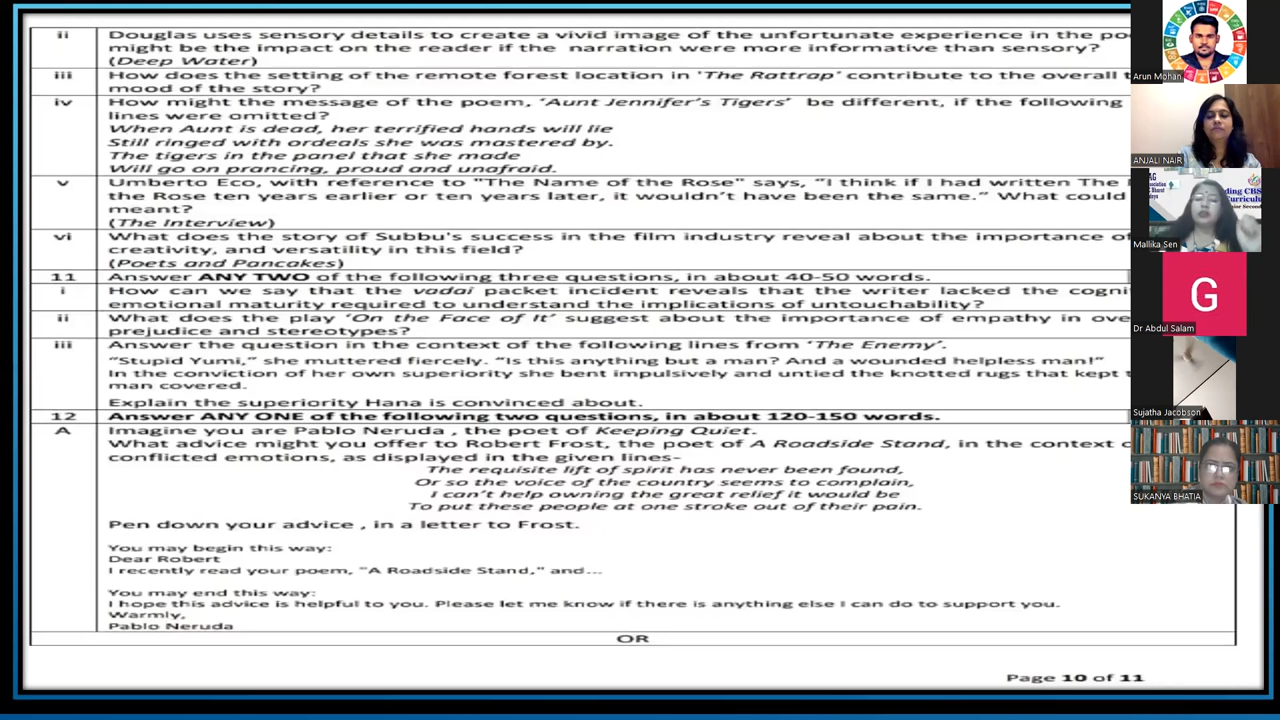 ii Douglas uses sensory details to create a vivid image of the unfortunate experience in the
might be the impact on the reader if the narration were more informative than sensory?
(Deep Water)
iii How does the setting of the remote forest location in 'The Rattrap' contribute to the overall
mood of the story?
iv How might the message of the poem, 'Aunt Jennifer's Tigers' be different, if the following
lines were omitted?
When Aunt is dead, her terrified hands will lie
Still ringed with ordeals she was mastered by.
The tigers in the panel that she made
Will go on prancing, proud and unafraid.
v Umberto Eco, with reference to "The Name of the Rose" says, "I think if I had written The
the Rose ten years earlier or ten years later, it wouldn't have been the same." What could
meant?
(The Interview)
vi What does the story of Subbu's success in the film industry reveal about the importance of
creativity, and versatility in this field?
(Poets and Pancakes)
11 Answer ANY TWO of the following three questions, in about 40-50 words.
i How can we say that the vadai packet incident reveals that the writer lacked the
emotional maturity required to understand the implications of untouchability?
ii What does the play 'On the Face of It' suggest about the importance of empathy in
prejudice and stereotypes?
iii Answer the question in the context of the following lines from 'The Enemy'.
"Stupid Yumi," she muttered fiercely. "Is this anything but a man? And a wounded helpless man!"
In the conviction of her own superiority she bent impulsively and untied the knotted rugs that kept
man covered.
Explain the superiority Hana is convinced about.
12 Answer ANY ONE of the following two questions, in about 120-150 words.
A Imagine you are Pablo Neruda , the poet of Keeping Quiet.
What advice might you offer to Robert Frost, the poet of A Roadside Stand, in the context
conflicted emotions, as displayed in the given lines-
The requisite lift of spirit has never been found,
Or so the voice of the country seems to complain,
I can't help owning the great relief it would be
To put these people at one stroke out of their pain.
Pen down your advice , in a letter to Frost.
You may begin this way:
Dear Robert
I recently read your poem, "A Roadside Stand," and...
You may end this way:
I hope this advice is helpful to you. Please let me know if there is anything else I can do to support you.
Warmly,
Pablo Neruda
OR
Page 10 of 11
Arun Mohan
ANJALI NAIR
Mallika Sen
G
Dr Abdul Salam
Sujatha Jacobson
SUKANYA BHATIA